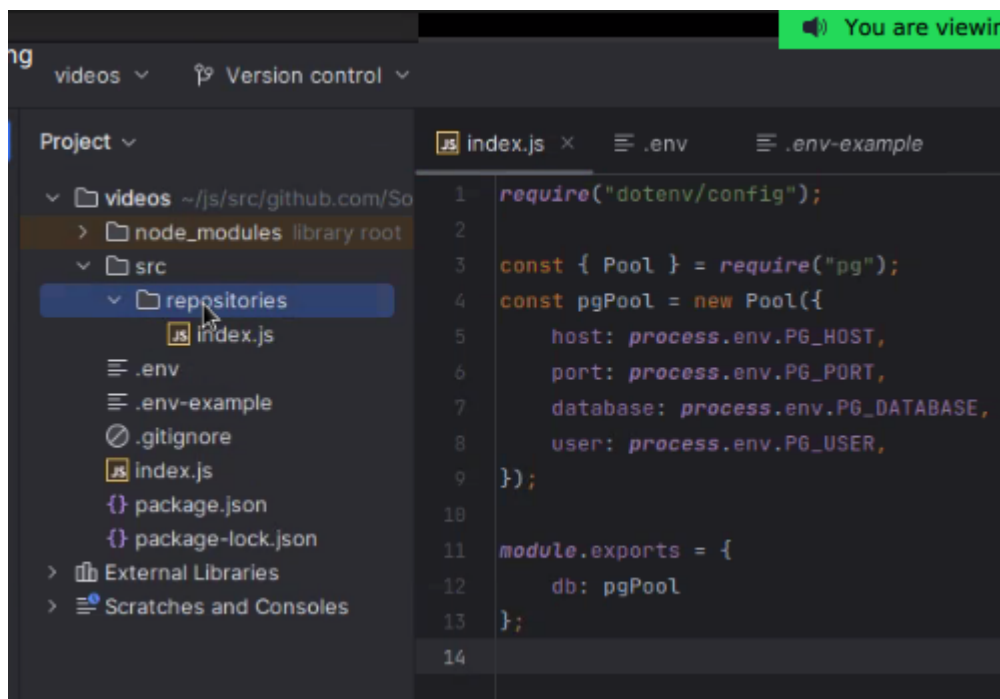 You are viewin
ng
videos Version control
Project
index.js .env .env-example
videos ~/js/src/github.com/So
node_modules library root
src
repositories
index.js
.env
.env-example
.gitignore
index.js
package.json
package-lock.json
External Libraries
Scratches and Consoles
1 require("dotenv/config");
2
3 const { Pool } = require("pg");
4 const pgPool = new Pool({
5 host: process.env.PG_HOST,
6 port: process.env.PG_PORT,
7 database: process.env.PG_DATABASE,
8 user: process.env.PG_USER,
9 });
10
11 module.exports = {
12 db: pgPool
13 };
14